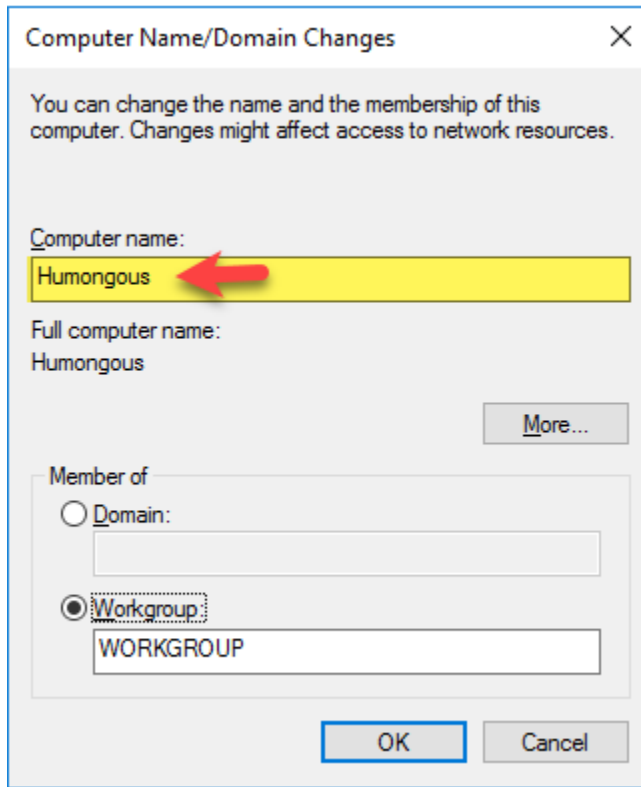 Computer Name/Domain Changes
You can change the name and the membership of this
computer. Changes might affect access to network resources.
Computer name:
Humongous
Full computer name:
Humongous
More...
Member of
Domain:
Workgroup:
WORKGROUP
OK
Cancel